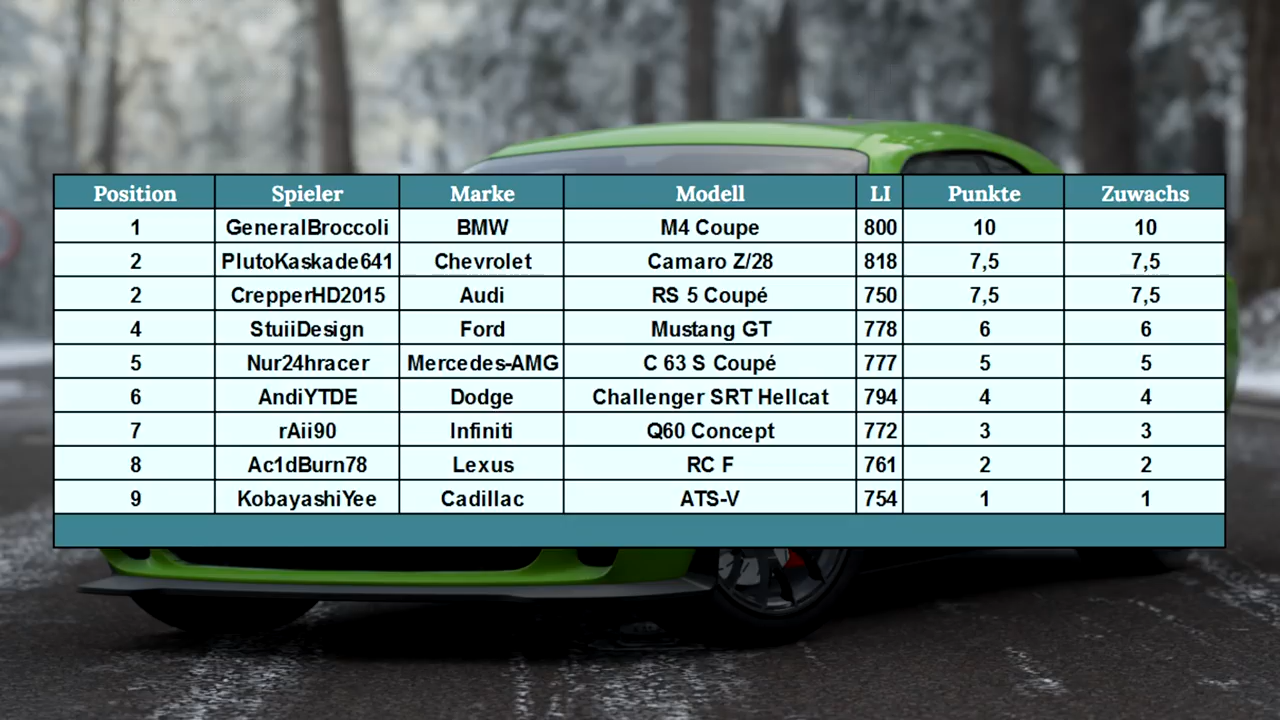 Position Spieler Marke Modell LI Punkte Zuwachs
1 GeneralBroccoli BMW M4 Coupe 800 10 10
2 PlutoKaskade641 Chevrolet Camaro Z/28 818 7,5 7,5
2 CrepperHD2015 Audi RS 5 Coupé 750 7,5 7,5
4 StuiiDesign Ford Mustang GT 778 6 6
5 Nur24hracer Mercedes-AMG C 63 S Coupé 777 5 5
6 AndiYTDE Dodge Challenger SRT Hellcat 794 4 4
7 rAii90 Infiniti Q60 Concept 772 3 3
8 Ac1dBurn78 Lexus RC F 761 2 2
9 KobayashiYee Cadillac ATS-V 754 1 1